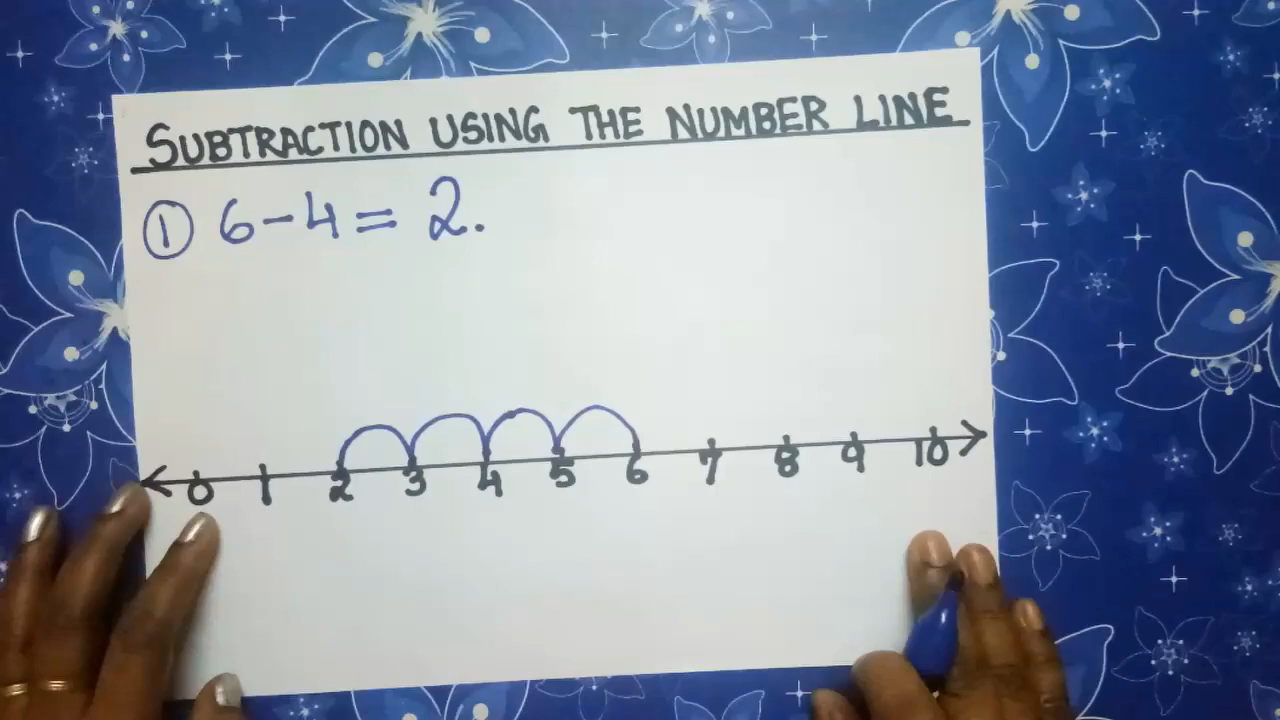 SUBTRACTION USING THE NUMBER LINE
① 6-4= 2.
0 1 2 3 4 5 6 7 8 9 10